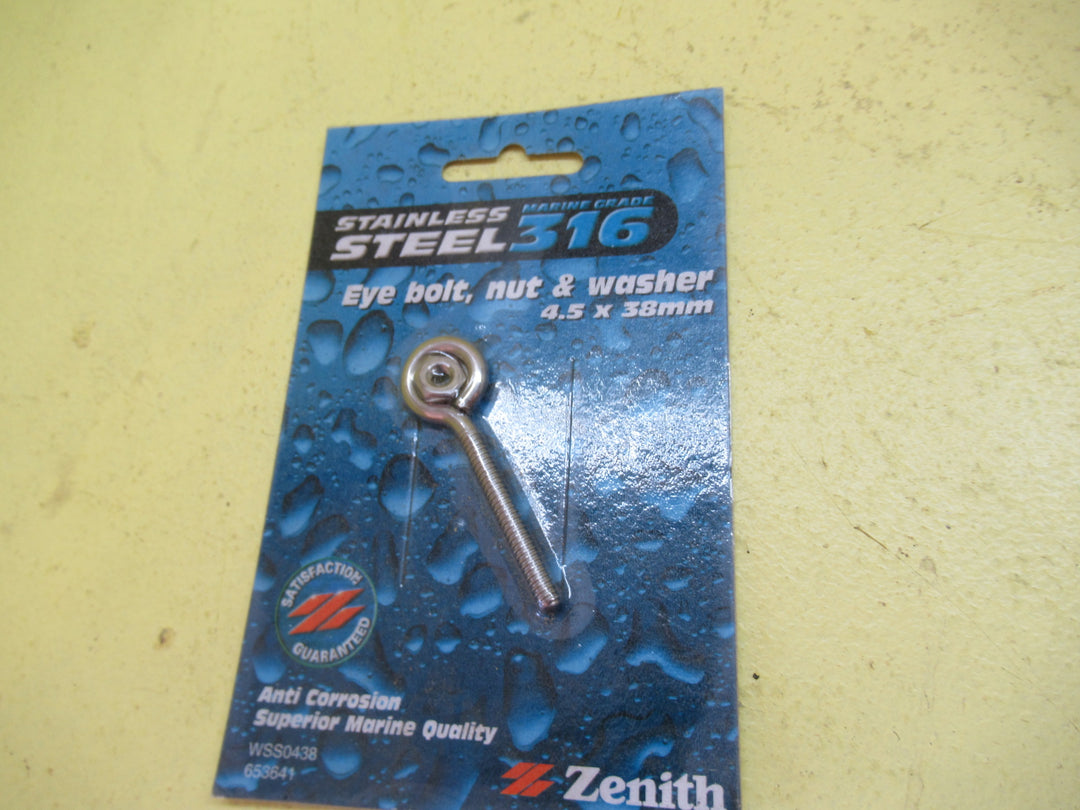 STAINLESS STEEL
MARINE GRADE
316
Eye bolt, nut & washer
4.5 x 38mm
SATISFACTION
GUARANTEED
Anti Corrosion
Superior Marine Quality
WSS0438
653641
Zenith